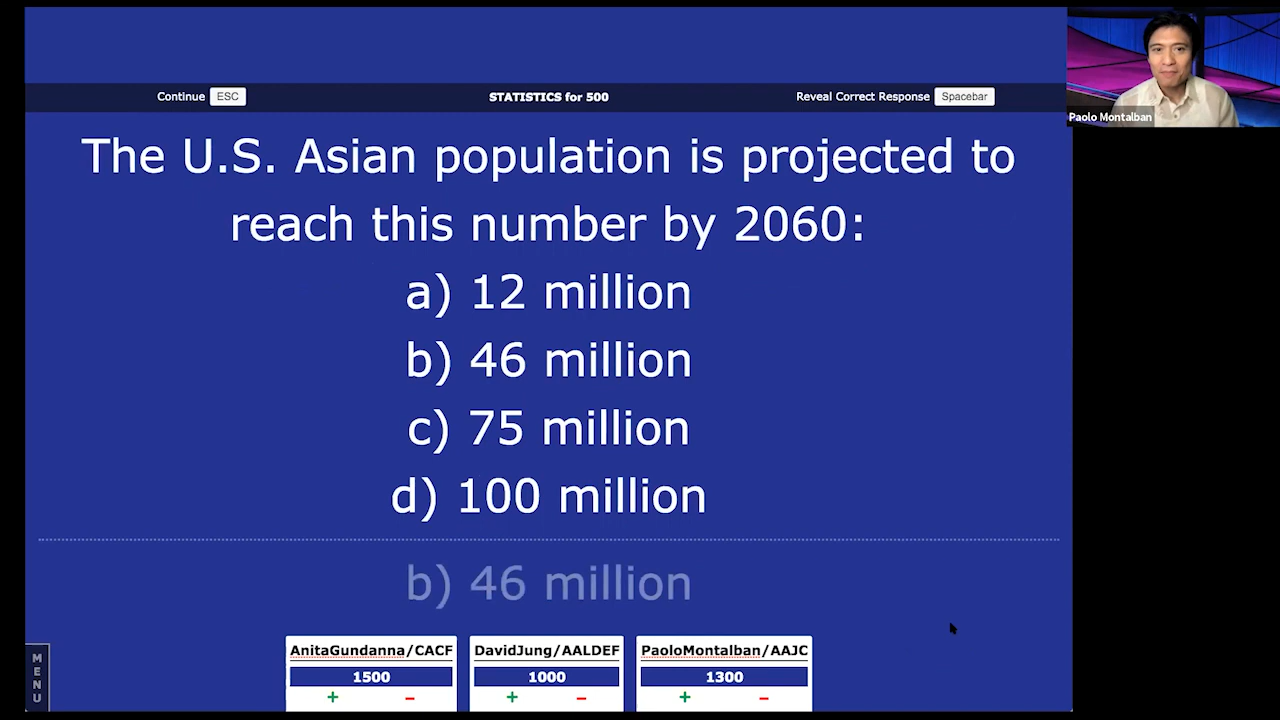 Continue ESC STATISTICS for 500 Reveal Correct Response Spacebar
Paolo Montalban
The U.S. Asian population is projected to
reach this number by 2060:
a) 12 million
b) 46 million
c) 75 million
d) 100 million
b) 46 million
MENU
AnitaGundanna/CACF DavidJung/AALDEF PaoloMontalban/AAJC
1500 1000 1300
+ − + − + −